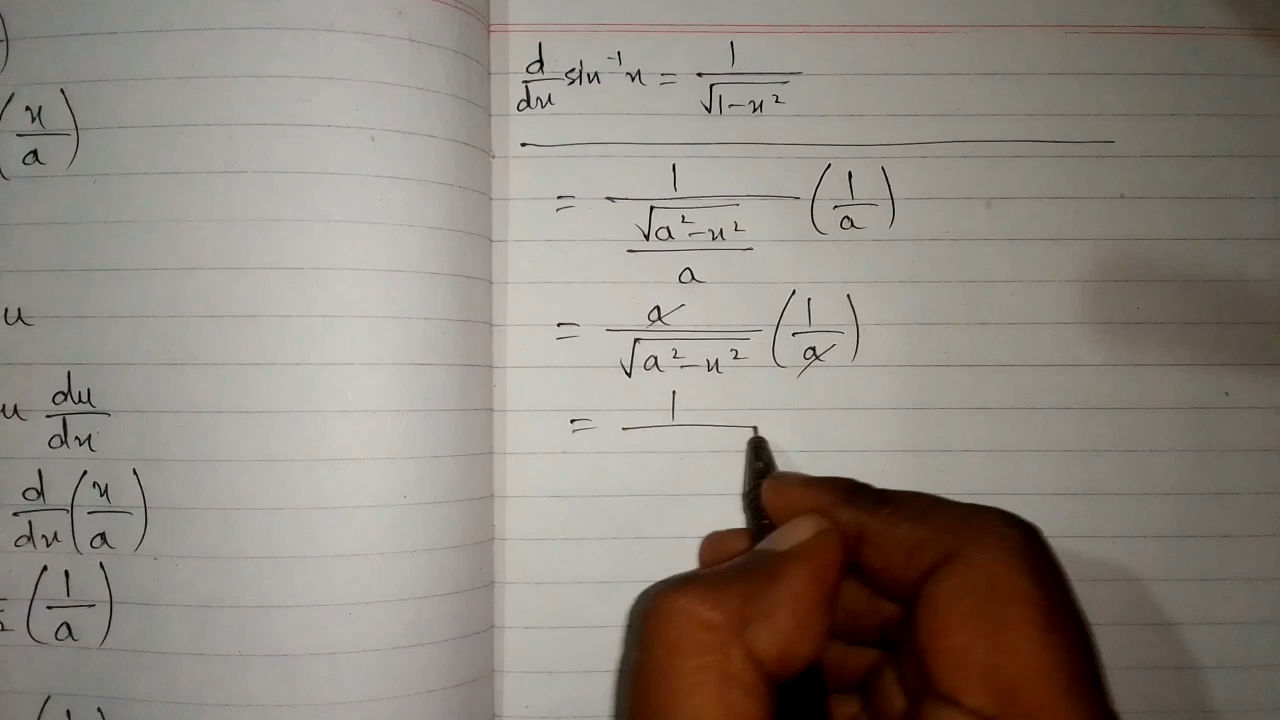 )
(x/a)
u
u du/dx
d/dx (x/a)
(1/a)
d/dx sin⁻¹x = 1/√(1-x²)
= 1/(√(a²-x²)/a) (1/a)
= a/√(a²-x²) (1/a)
= 1